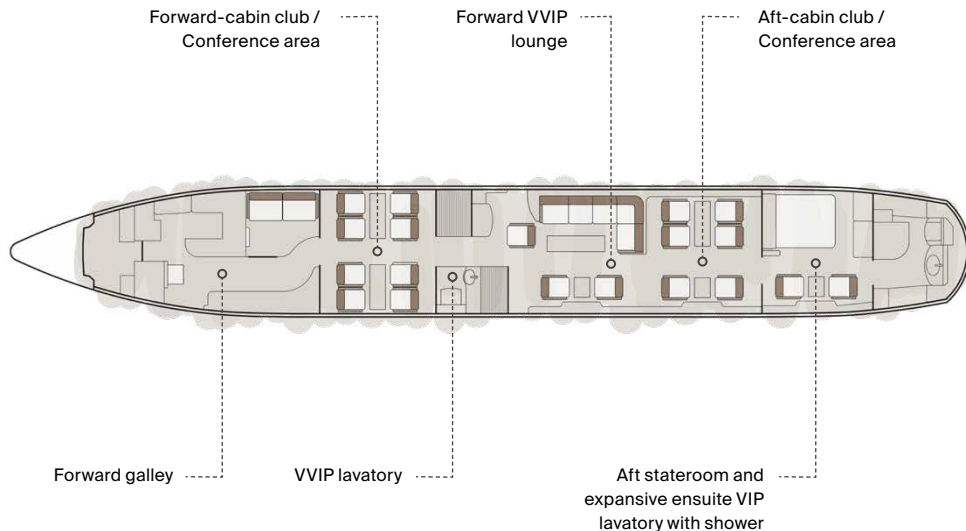 Forward-cabin club /
Conference area
Forward VVIP
lounge
Aft-cabin club /
Conference area
Forward galley
VVIP lavatory
Aft stateroom and
expansive ensuite VIP
lavatory with shower